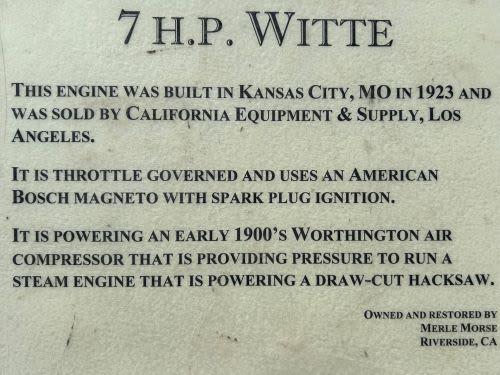 7 H.P. WITTE
THIS ENGINE WAS BUILT IN KANSAS CITY, MO IN 1923 AND
WAS SOLD BY CALIFORNIA EQUIPMENT & SUPPLY, LOS
ANGELES.
IT IS THROTTLE GOVERNED AND USES AN AMERICAN
BOSCH MAGNETO WITH SPARK PLUG IGNITION.
IT IS POWERING AN EARLY 1900'S WORTHINGTON AIR
COMPRESSOR THAT IS PROVIDING PRESSURE TO RUN A
STEAM ENGINE THAT IS POWERING A DRAW-CUT HACKSAW.
OWNED AND RESTORED BY
MERLE MORSE
RIVERSIDE, CA